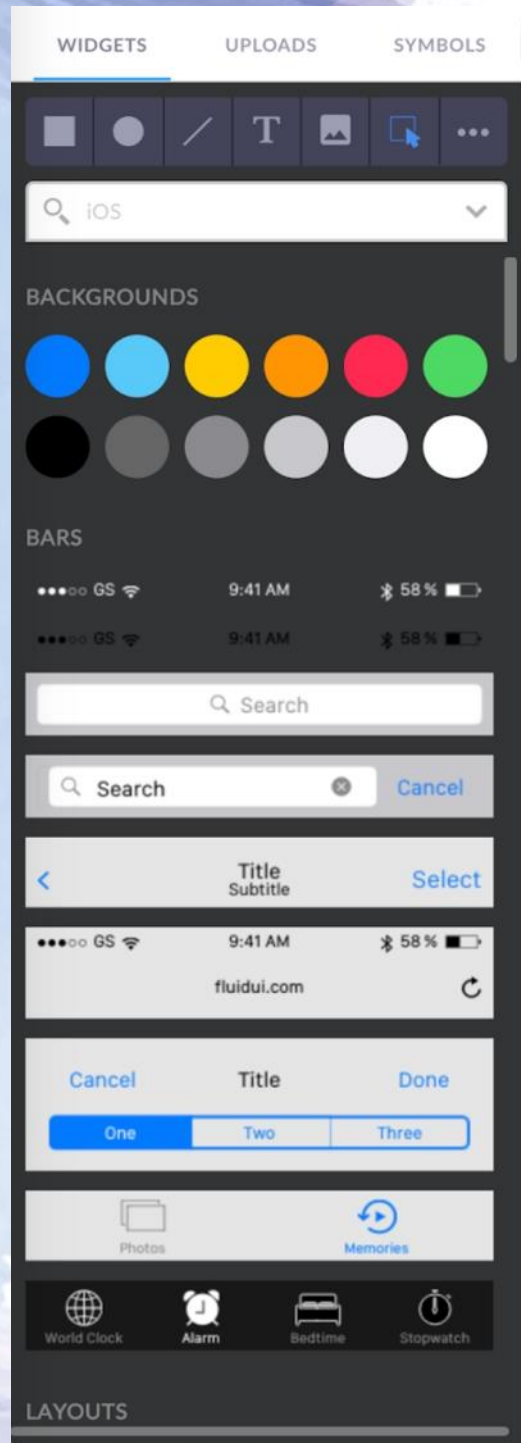 WIDGETS UPLOADS SYMBOLS
T
iOS
BACKGROUNDS
BARS
GS 9:41 AM 58 %
GS 9:41 AM 58 %
Search
Search Cancel
Title
Subtitle
Select
GS 9:41 AM 58 %
fluidui.com
Cancel Title Done
One Two Three
Photos Memories
World Clock Alarm Bedtime Stopwatch
LAYOUTS